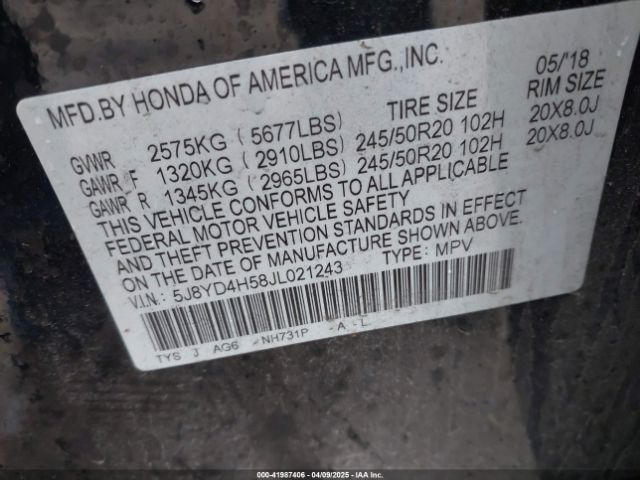 MFD.BY HONDA OF AMERICA MFG.,INC. 05/'18
TIRE SIZE RIM SIZE
GVWR 2575KG (5677LBS)
GAWR F 1320KG (2910LBS) 245/50R20 102H 20X8.0J
GAWR R 1345KG (2965LBS) 245/50R20 102H 20X8.0J
THIS VEHICLE CONFORMS TO ALL APPLICABLE
FEDERAL MOTOR VEHICLE SAFETY
AND THEFT PREVENTION STANDARDS IN EFFECT
ON THE DATE OF MANUFACTURE SHOWN ABOVE.
V.I.N.: 5J8YD4H58JL021243 TYPE: MPV
TYS J AG6 -NH731P -A -L
000-41987406 - 04/09/2025 - IAAI.COM